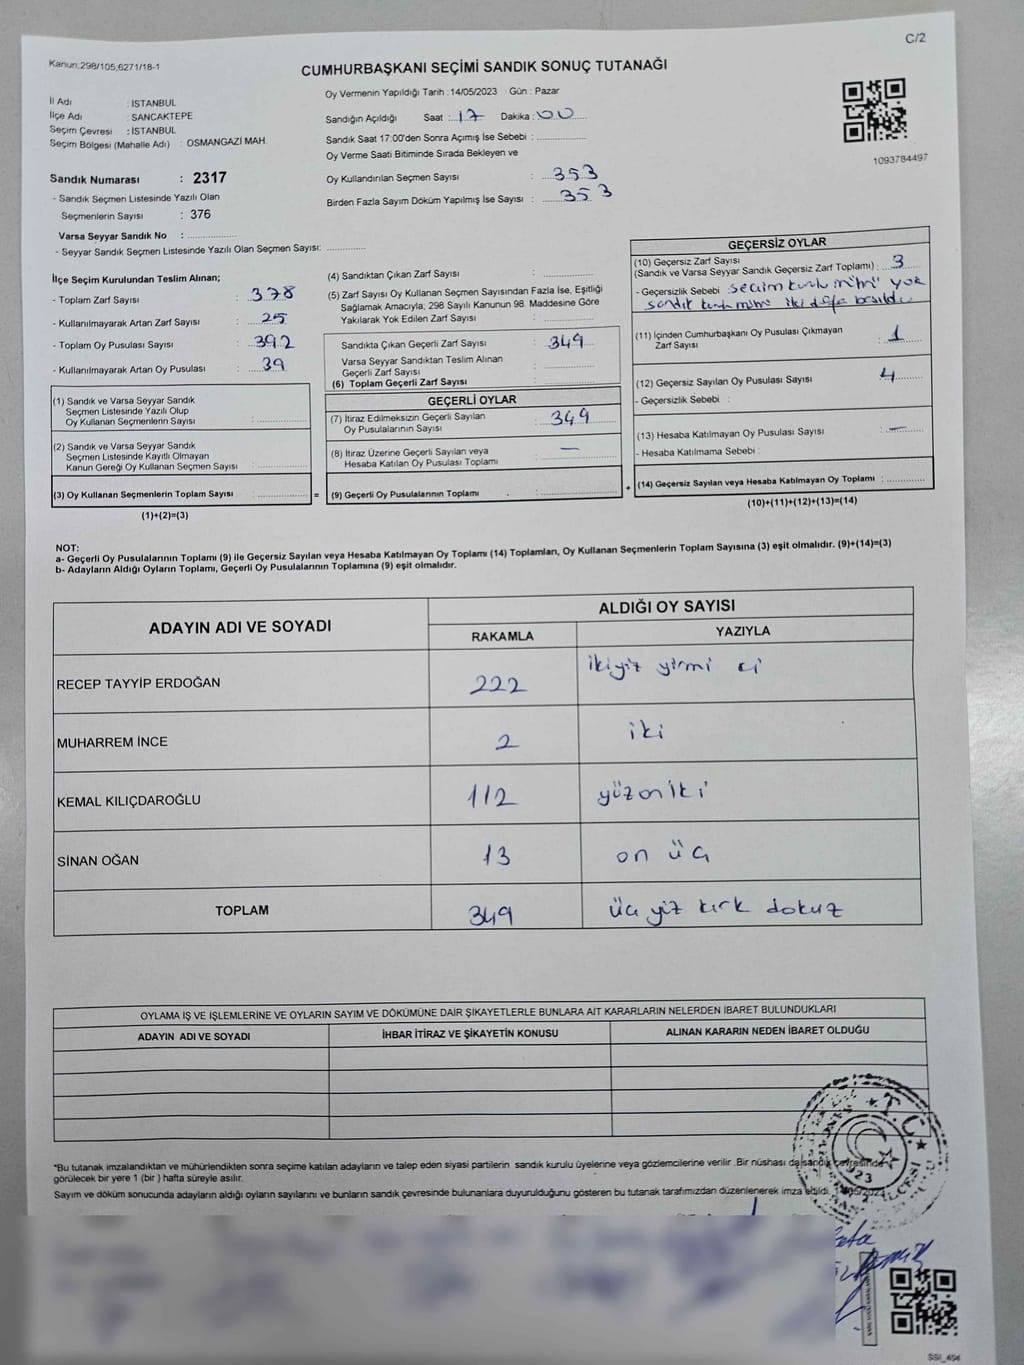 C/2
Kanun:298/105,6271/18-1
CUMHURBAŞKANI SEÇİMİ SANDIK SONUÇ TUTANAĞI
İl Adı : İSTANBUL
İlçe Adı : SANCAKTEPE
Seçim Çevresi : İSTANBUL
Seçim Bölgesi (Mahalle Adı) : OSMANGAZİ MAH.
Sandık Numarası : 2317
- Sandık Seçmen Listesinde Yazılı Olan
Seçmenlerin Sayısı : 376
Varsa Seyyar Sandık No : ....................
- Seyyar Sandık Seçmen Listesinde Yazılı Olan Seçmen Sayısı: ..............
Oy Vermenin Yapıldığı Tarih :14/05/2023 Gün : Pazar
Sandığın Açıldığı Saat : 17 Dakika : 00
Sandık Saat 17:00'den Sonra Açımış İse Sebebi : ....................
Oy Verme Saati Bitiminde Sırada Bekleyen ve
Oy Kullandırılan Seçmen Sayısı : 353
Birden Fazla Sayım Döküm Yapılmış İse Sayısı : 353
1093784497
İlçe Seçim Kurulundan Teslim Alınan;
- Toplam Zarf Sayısı : 378
- Kullanılmayarak Artan Zarf Sayısı : 25
- Toplam Oy Pusulası Sayısı : 392
- Kullanılmayarak Artan Oy Pusulası : 39
(1) Sandık ve Varsa Seyyar Sandık
Seçmen Listesinde Yazılı Olup
Oy Kullanan Seçmenlerin Sayısı : ..............
(2) Sandık ve Varsa Seyyar Sandık
Seçmen Listesinde Kayıtlı Olmayan
Kanun Gereği Oy Kullanan Seçmen Sayısı : ..............
(3) Oy Kullanan Seçmenlerin Toplam Sayısı : ..............
(1)+(2)=(3)
(4) Sandıktan Çıkan Zarf Sayısı : ..............
(5) Zarf Sayısı Oy Kullanan Seçmen Sayısından Fazla İse, Eşitliği
Sağlamak Amacıyla, 298 Sayılı Kanunun 98. Maddesine Göre
Yakılarak Yok Edilen Zarf Sayısı : ..............
Sandıkta Çıkan Geçerli Zarf Sayısı : 349
Varsa Seyyar Sandıktan Teslim Alınan
Geçerli Zarf Sayısı : ..............
(6) Toplam Geçerli Zarf Sayısı : ..............
GEÇERLİ OYLAR
(7) İtiraz Edilmeksizin Geçerli Sayılan
Oy Pusulalarının Sayısı : 349
(8) İtiraz Üzerine Geçerli Sayılan veya
Hesaba Katılan Oy Pusulası Toplamı : —
= (9) Geçerli Oy Pusulalarının Toplamı : ..............
GEÇERSİZ OYLAR
(10) Geçersiz Zarf Sayısı
(Sandık ve Varsa Seyyar Sandık Geçersiz Zarf Toplamı) : 3
- Geçersizlik Sebebi : seçim kurulu mührü yok
sandık kurulu mührü iki defa basıldı
(11) İçinden Cumhurbaşkanı Oy Pusulası Çıkmayan
Zarf Sayısı : 1
(12) Geçersiz Sayılan Oy Pusulası Sayısı 4
- Geçersizlik Sebebi :
(13) Hesaba Katılmayan Oy Pusulası Sayısı : —
- Hesaba Katılmama Sebebi :
+ (14) Geçersiz Sayılan veya Hesaba Katılmayan Oy Toplamı : ..........
(10)+(11)+(12)+(13)=(14)
NOT:
a- Geçerli Oy Pusulalarının Toplamı (9) ile Geçersiz Sayılan veya Hesaba Katılmayan Oy Toplamı (14) Toplamları, Oy Kullanan Seçmenlerin Toplam Sayısına (3) eşit olmalıdır. (9)+(14)=(3)
b- Adayların Aldığı Oyların Toplamı, Geçerli Oy Pusulalarının Toplamına (9) eşit olmalıdır.
ADAYIN ADI VE SOYADI
ALDIĞI OY SAYISI
RAKAMLA YAZIYLA
RECEP TAYYİP ERDOĞAN 222 ikiyiz yirmi
MUHARREM İNCE 2 iki
KEMAL KILIÇDAROĞLU 112 yüzoniki
SİNAN OĞAN 13 on üç
TOPLAM 349 üç yiz kırk dokuz
OYLAMA İŞ VE İŞLEMLERİNE VE OYLARIN SAYIM VE DÖKÜMÜNE DAİR ŞİKAYETLERLE BUNLARA AİT KARARLARIN NELERDEN İBARET BULUNDUKLARI
ADAYIN ADI VE SOYADI İHBAR İTİRAZ VE ŞİKAYETİN KONUSU ALINAN KARARIN NEDEN İBARET OLDUĞU
*Bu tutanak imzalandıktan ve mühürlendikten sonra seçime katılan adayların ve talep eden siyasi partilerin sandık kurulu üyelerine veya gözlemcilerine verilir .Bir nüshası da sandık çevresinde
görülecek bir yere 1 (bir ) hafta süreyle asılır.
Sayım ve döküm sonucunda adayların aldığı oyların sayılarını ve bunların sandık çevresinde bulunanlara duyurulduğunu gösteren bu tutanak tarafımızdan düzenlenerek imza edildi. 14/05/2023
T.C.
SSI_404